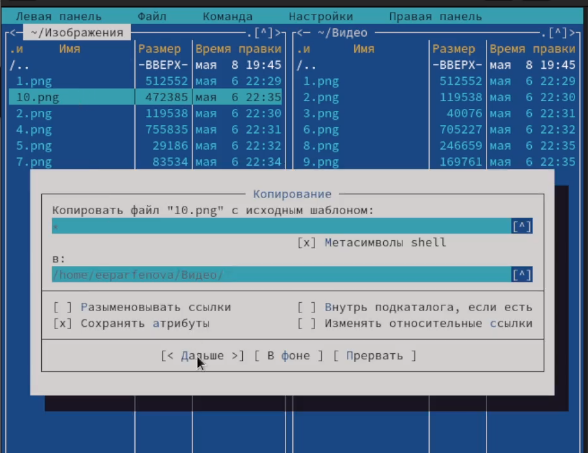 Левая панель Файл Команда Настройки Правая панель
<─ ~/Изображения .[^]> <─ ~/Видео .[^]>
.и Имя Размер Время правки .и Имя Размер Время правки
/.. -ВВЕРХ- мая 8 19:45 /.. -ВВЕРХ- мая 8 19:45
1.png 512552 мая 6 22:29 1.png 512552 мая 6 22:29
10.png 472385 мая 6 22:35 2.png 119538 мая 6 22:30
2.png 119538 мая 6 22:30 3.png 40076 мая 6 22:31
4.png 755835 мая 6 22:31 6.png 705227 мая 6 22:32
5.png 29186 мая 6 22:32 8.png 246659 мая 6 22:35
7.png 83534 мая 6 22:34 9.png 169761 мая 6 22:35
Копирование
Копировать файл "10.png" с исходным шаблоном:
* [^]
[x] Метасимволы shell
в:
/home/eeparfenova/Видео/ [^]
[ ] Разыменовывать ссылки [ ] Внутрь подкаталога, если есть
[x] Сохранять атрибуты [ ] Изменять относительные ссылки
[< Дальше >] [ В фоне ] [ Прервать ]